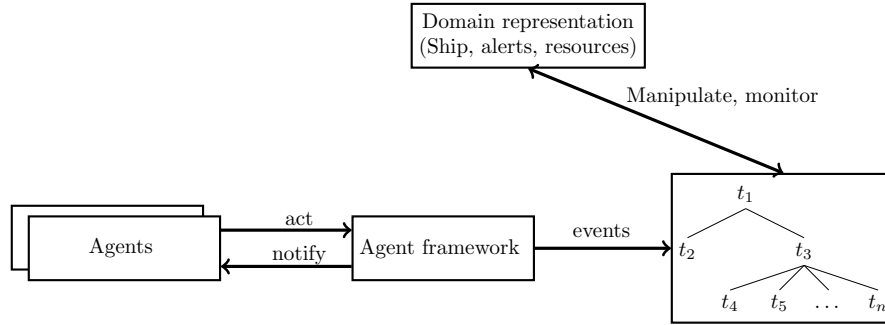 Domain representation
(Ship, alerts, resources)
Manipulate, monitor
t1
act
Agents
notify
Agent framework
events
t2
t3
t4
t5
...
tn